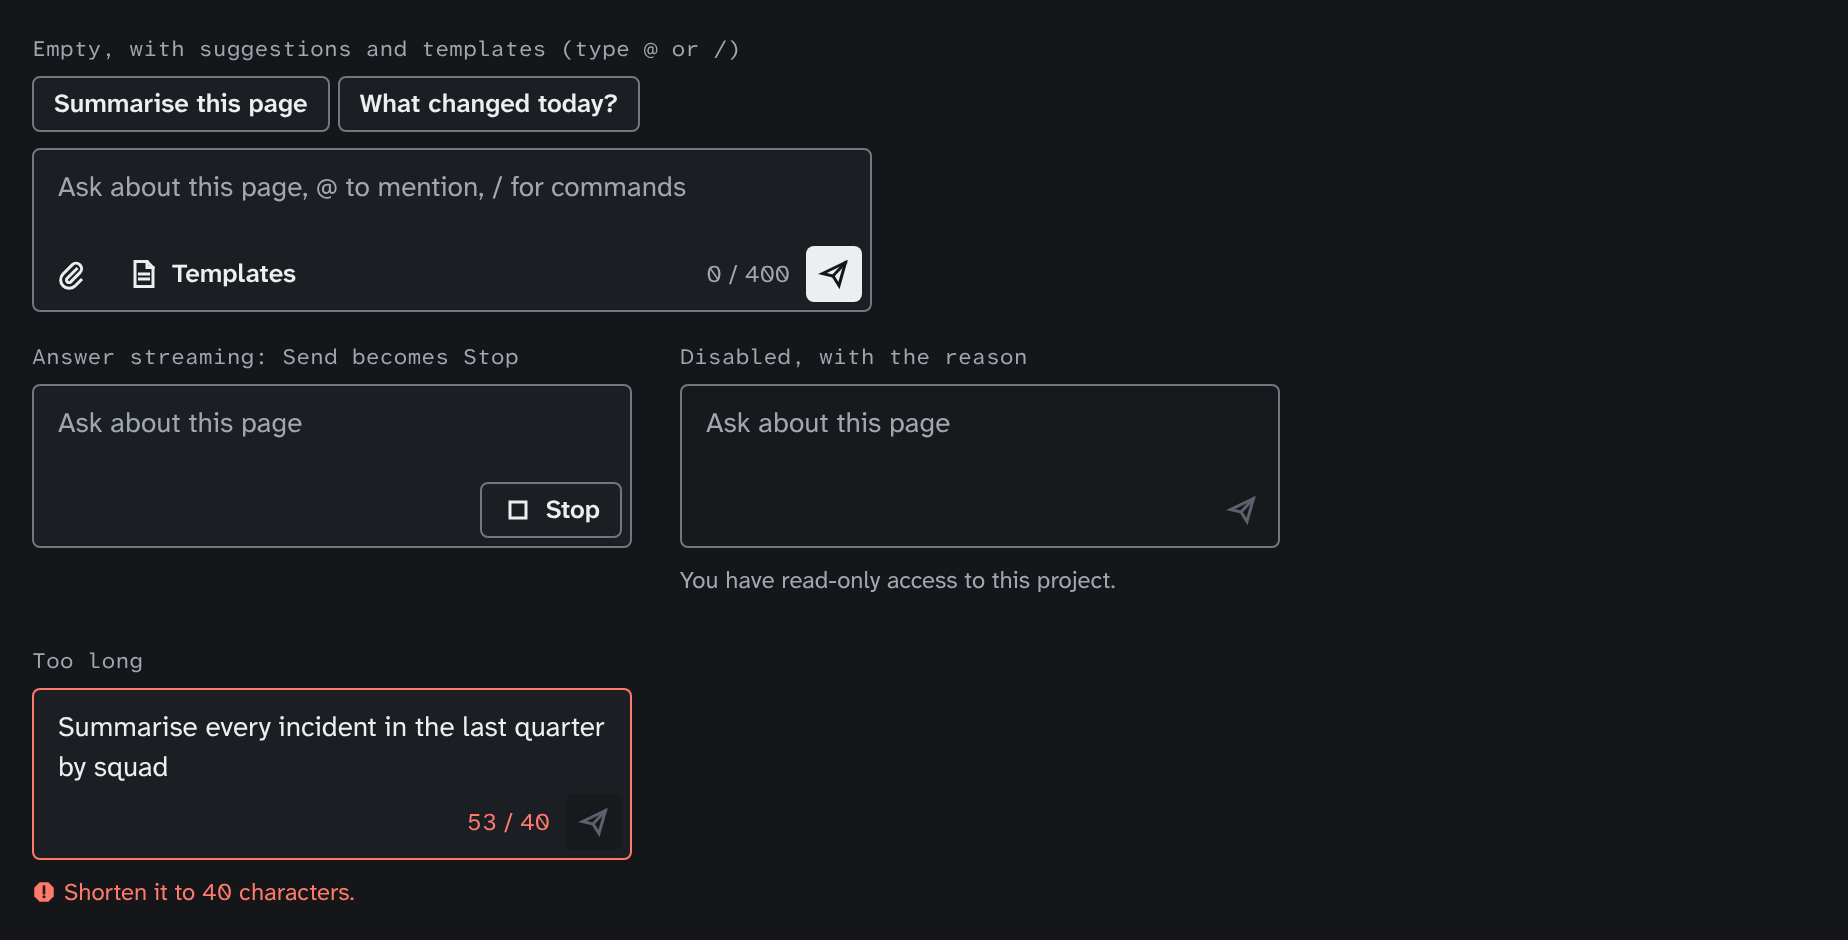 Empty, with suggestions and templates (type @ or /)
Summarise this page
What changed today?
Ask about this page, @ to mention, / for commands
Templates
0 / 400
Answer streaming: Send becomes Stop
Ask about this page
Stop
Disabled, with the reason
Ask about this page
You have read-only access to this project.
Too long
Summarise every incident in the last quarter
by squad
53 / 40
Shorten it to 40 characters.